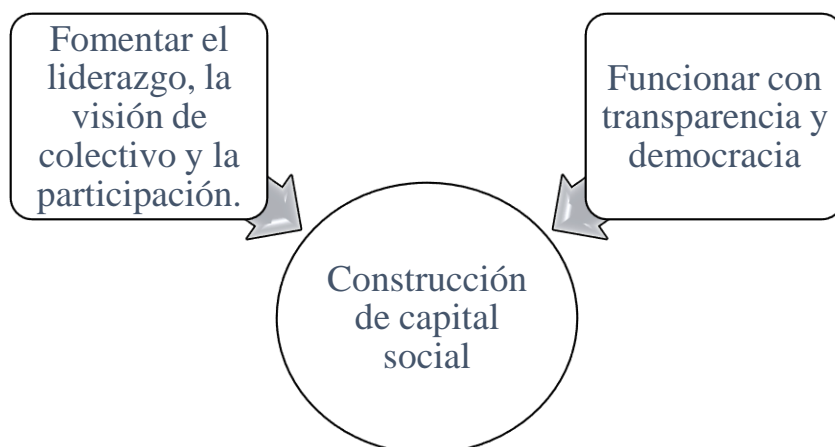 Fomentar el
liderazgo, la
visión de
colectivo y la
participación.
Funcionar con
transparencia y
democracia
Construcción
de capital
social